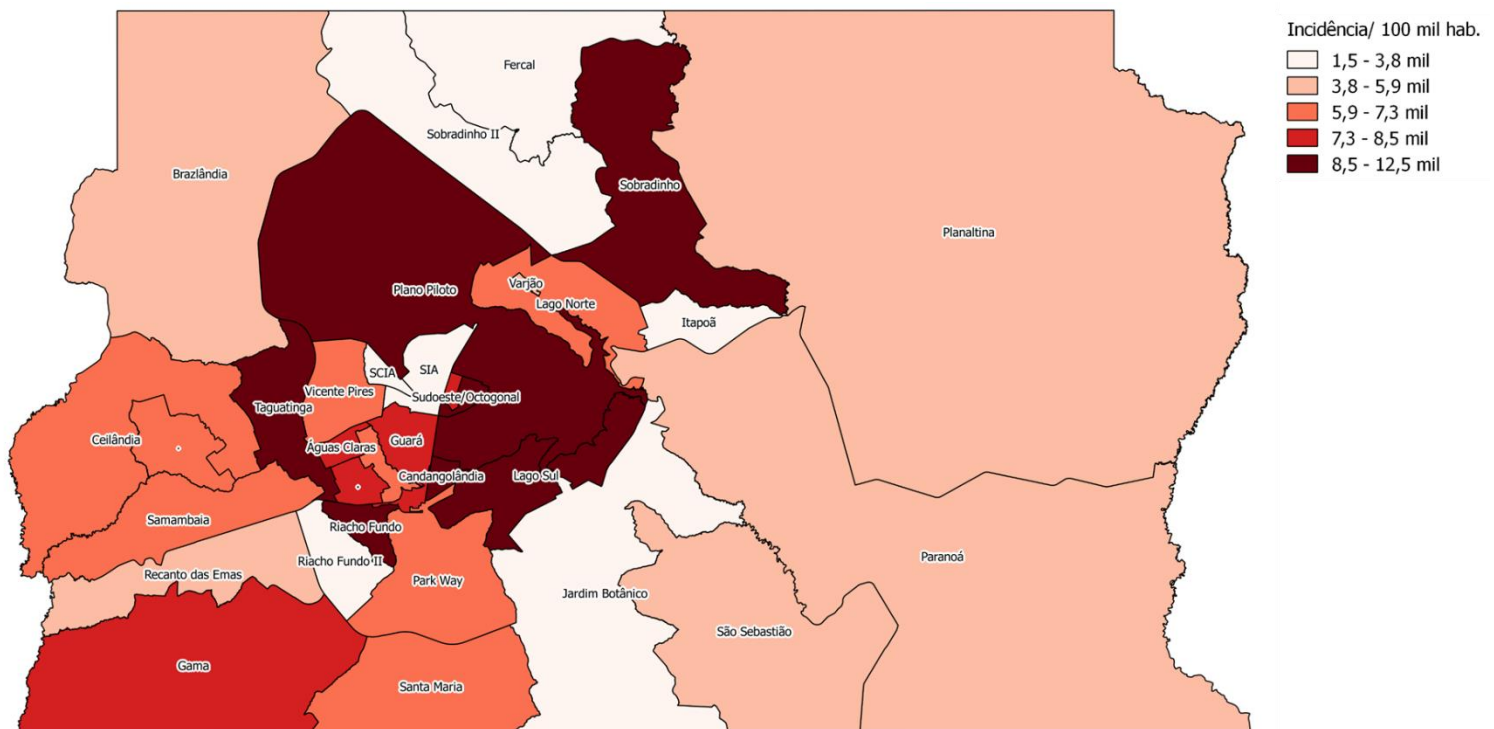 Incidência/ 100 mil hab.
1,5 - 3,8 mil
3,8 - 5,9 mil
5,9 - 7,3 mil
7,3 - 8,5 mil
8,5 - 12,5 mil
Fercal
Sobradinho II
Brazlândia
Sobradinho
Planaltina
Plano Piloto
Varjão
Lago Norte
Itapoã
SCIA
SIA
Vicente Pires
Sudoeste/Octogonal
Taguatinga
Ceilândia
Águas Claras
Guará
Candangolândia
Lago Sul
Samambaia
Riacho Fundo
Riacho Fundo II
Recanto das Emas
Park Way
Paranoá
Jardim Botânico
São Sebastião
Gama
Santa Maria